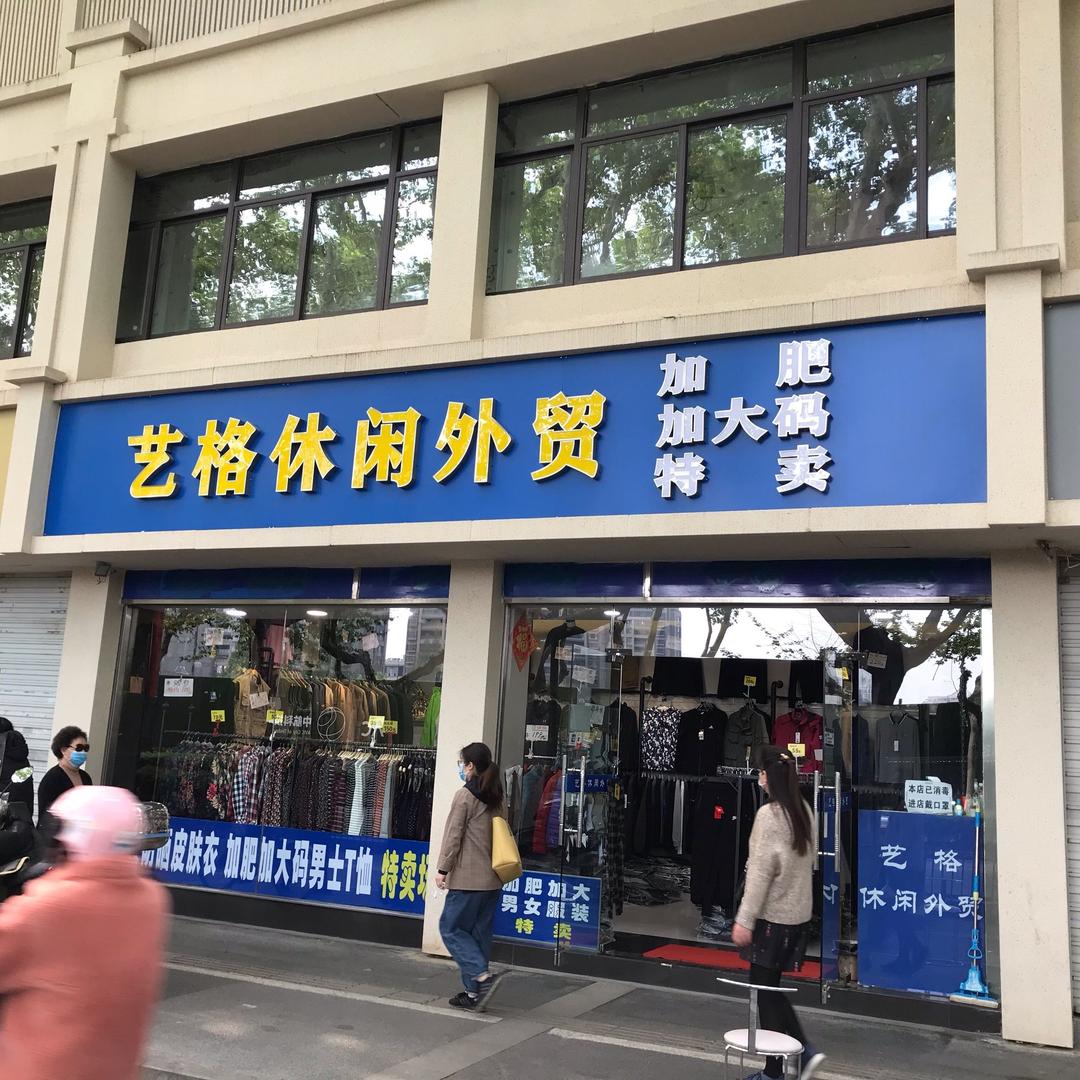 艺格休闲外贸
加 肥
加大码
特 卖
皮肤衣 加肥加大码男士T恤 特卖场
加肥加大
男女服装
特 卖
本店已消毒
进店戴口罩
艺 格
休闲外贸